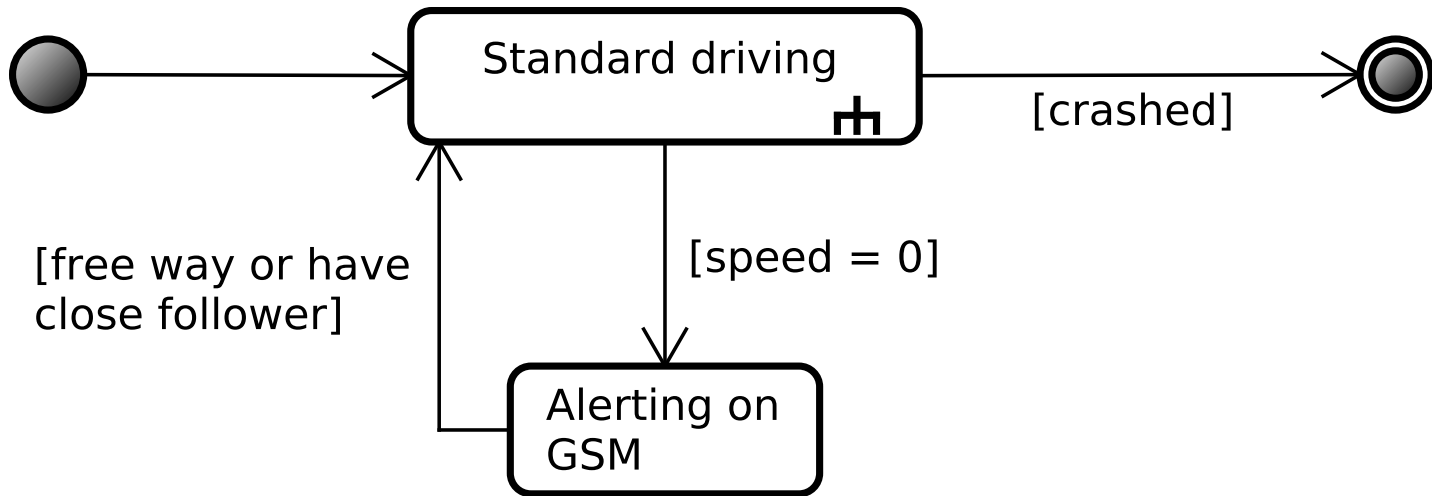 Standard driving
[crashed]
[free way or have
close follower]
[speed = 0]
Alerting on
GSM